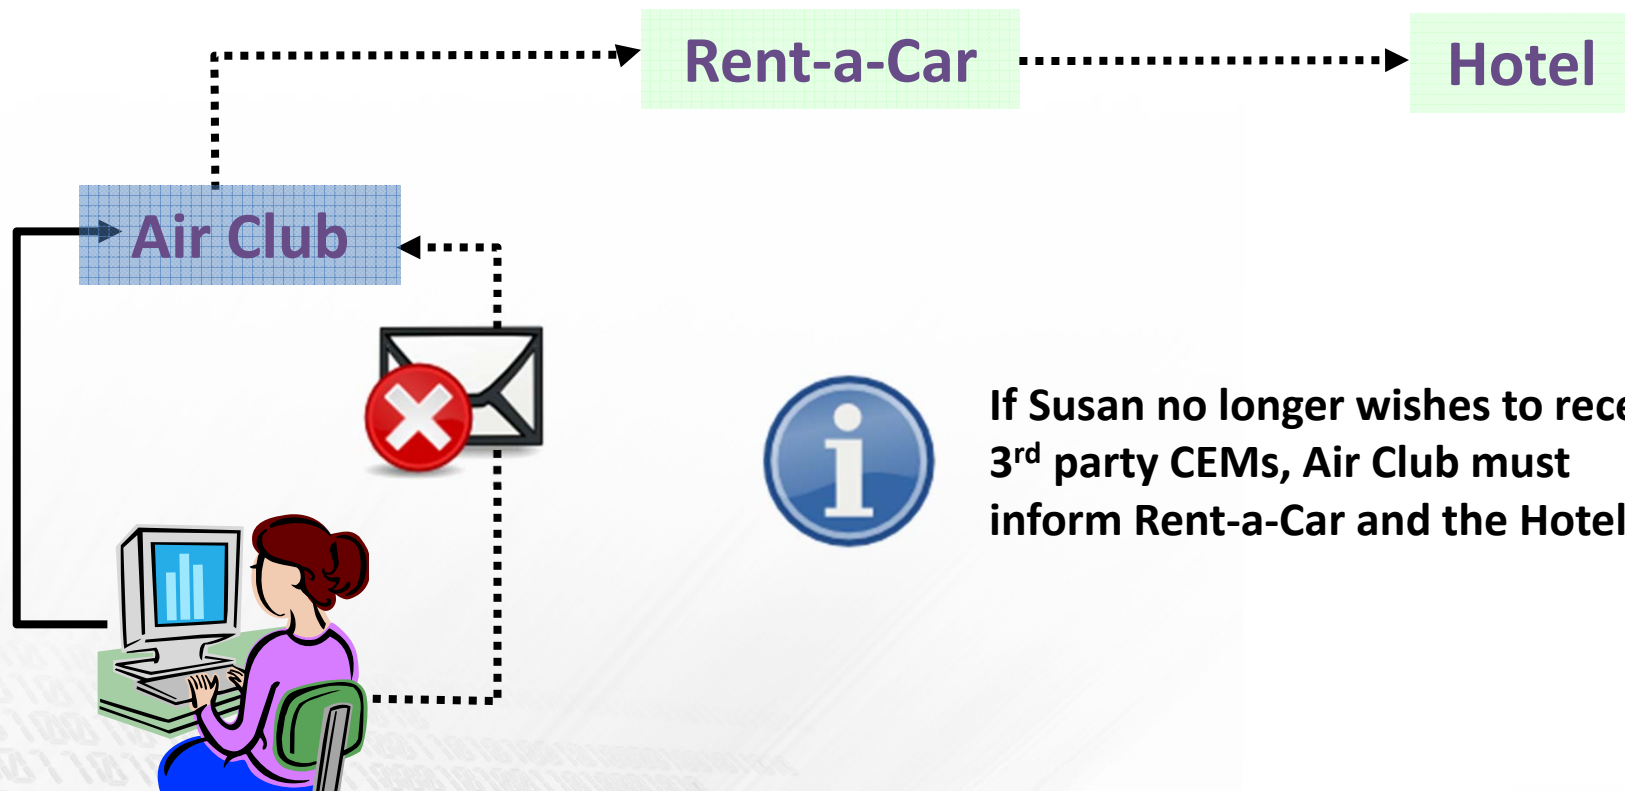 Rent-a-Car
Hotel
Air Club
If Susan no longer wishes to rece
3rd party CEMs, Air Club must
inform Rent-a-Car and the Hotel